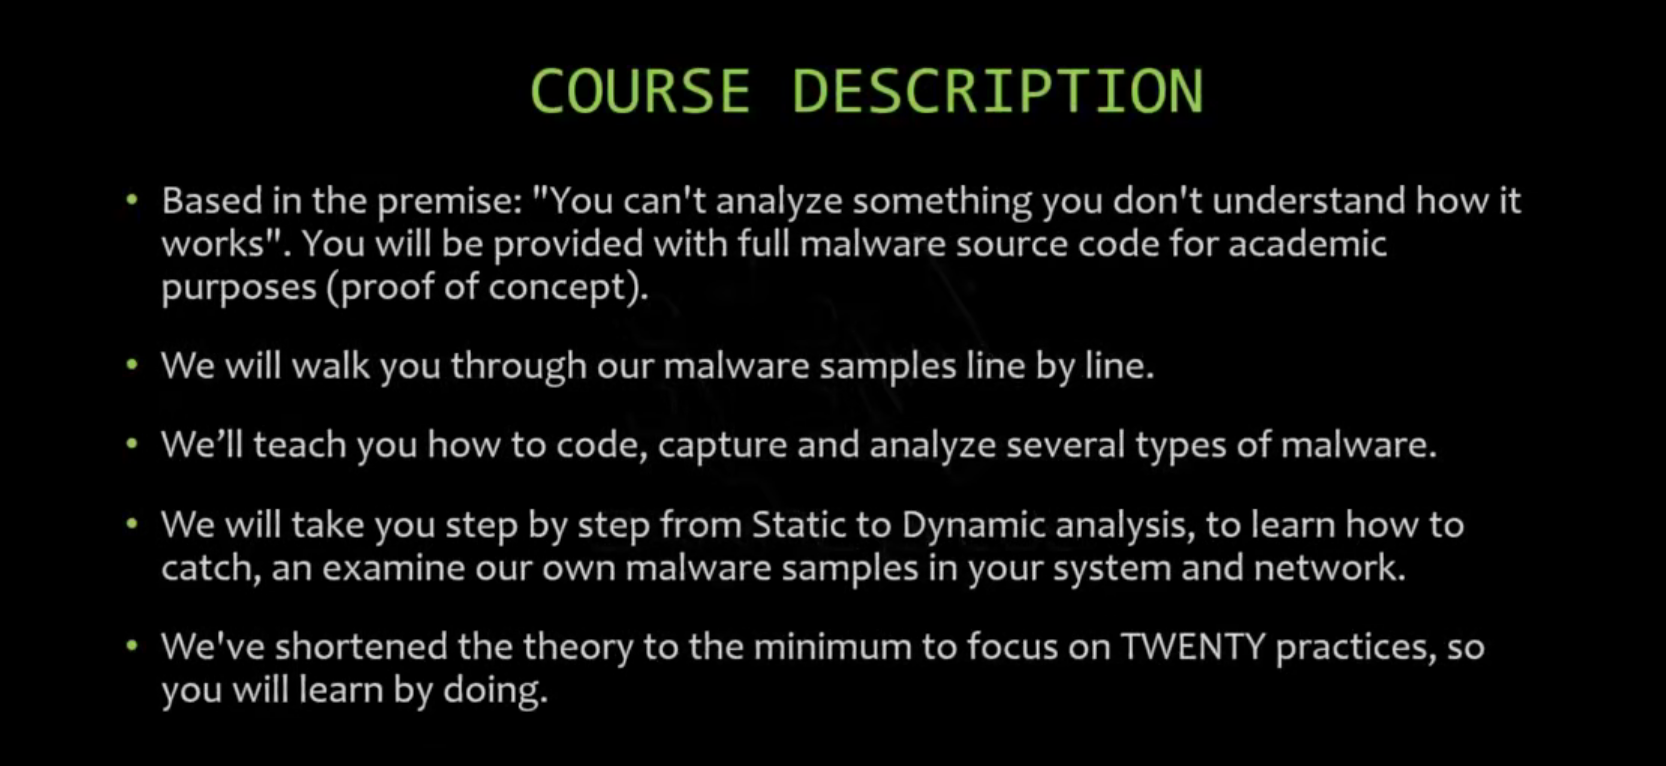 COURSE DESCRIPTION
• Based in the premise: "You can't analyze something you don't understand how it
works". You will be provided with full malware source code for academic
purposes (proof of concept).
• We will walk you through our malware samples line by line.
• We’ll teach you how to code, capture and analyze several types of malware.
• We will take you step by step from Static to Dynamic analysis, to learn how to
catch, an examine our own malware samples in your system and network.
• We've shortened the theory to the minimum to focus on TWENTY practices, so
you will learn by doing.